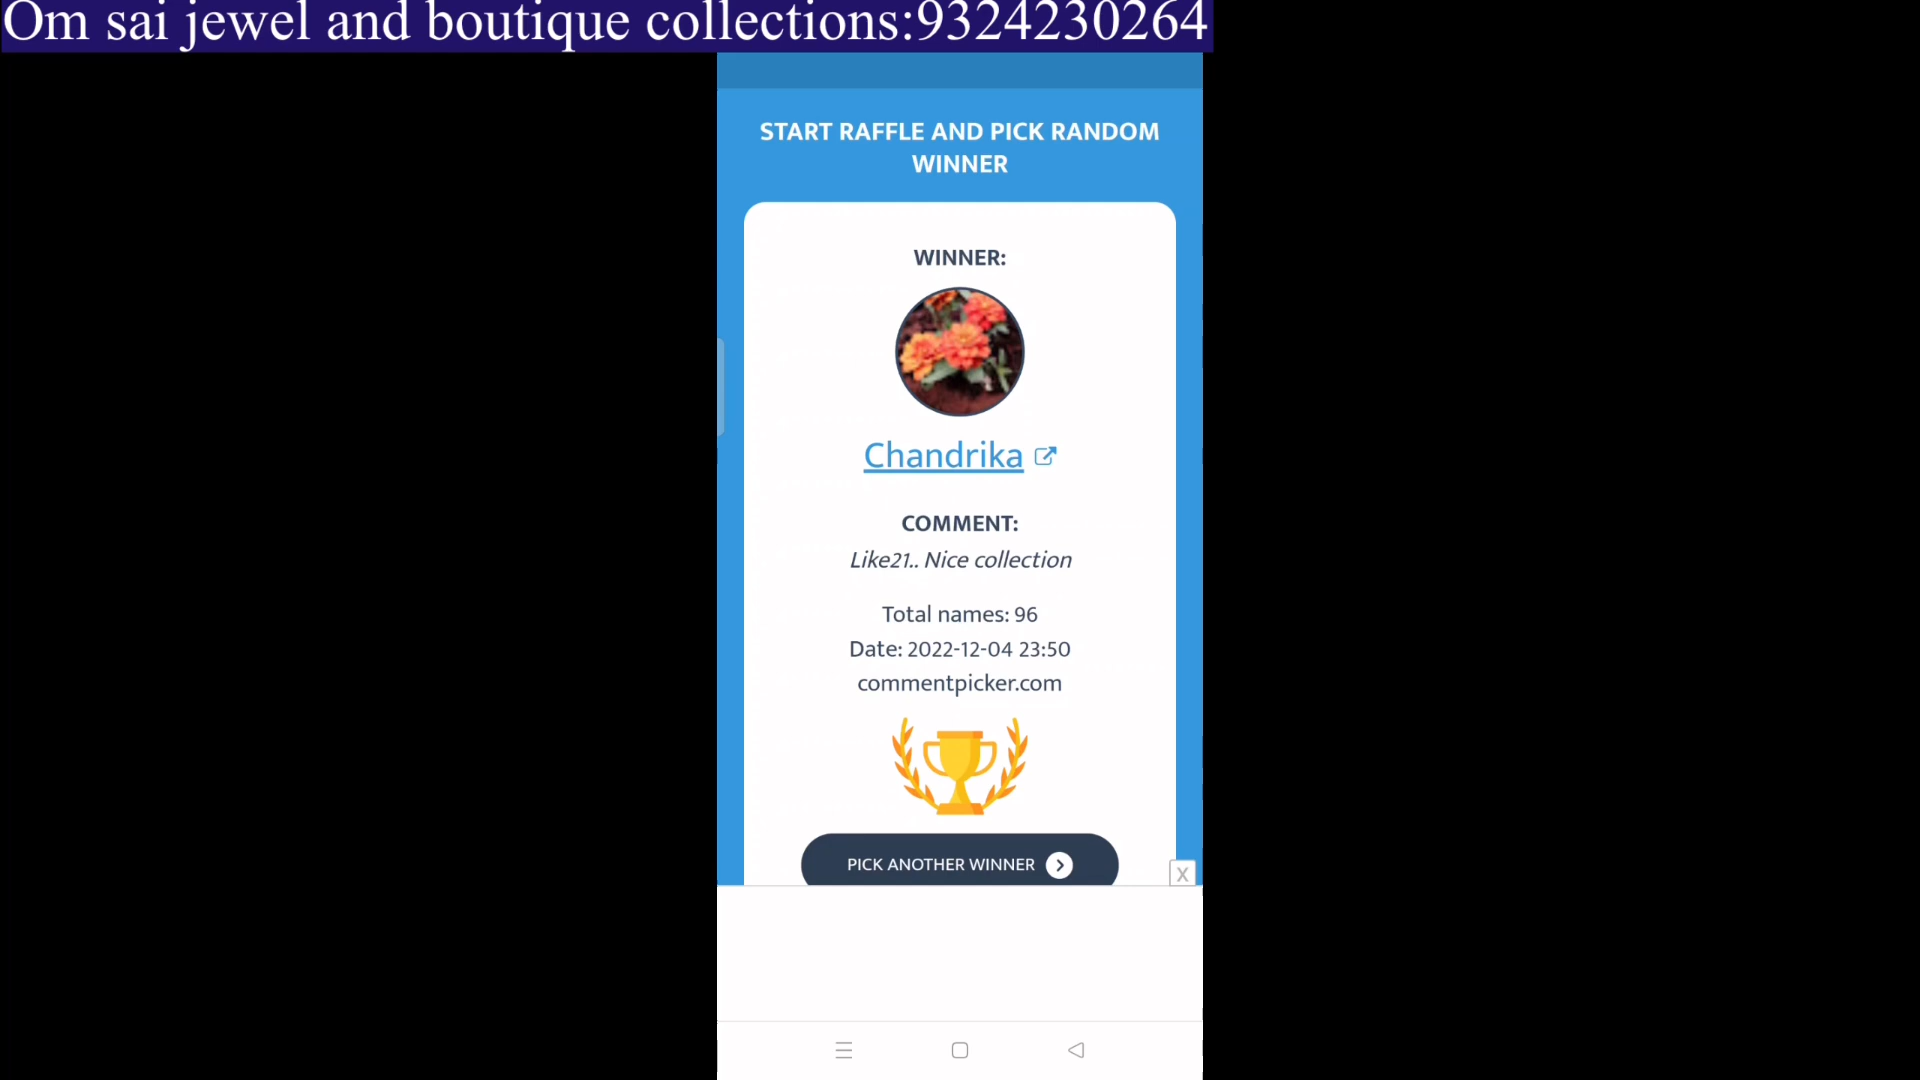 Om sai jewel and boutique collections:9324230264
START RAFFLE AND PICK RANDOM
WINNER
WINNER:
Chandrika
COMMENT:
Like21.. Nice collection
Total names: 96
Date: 2022-12-04 23:50
commentpicker.com
PICK ANOTHER WINNER
X